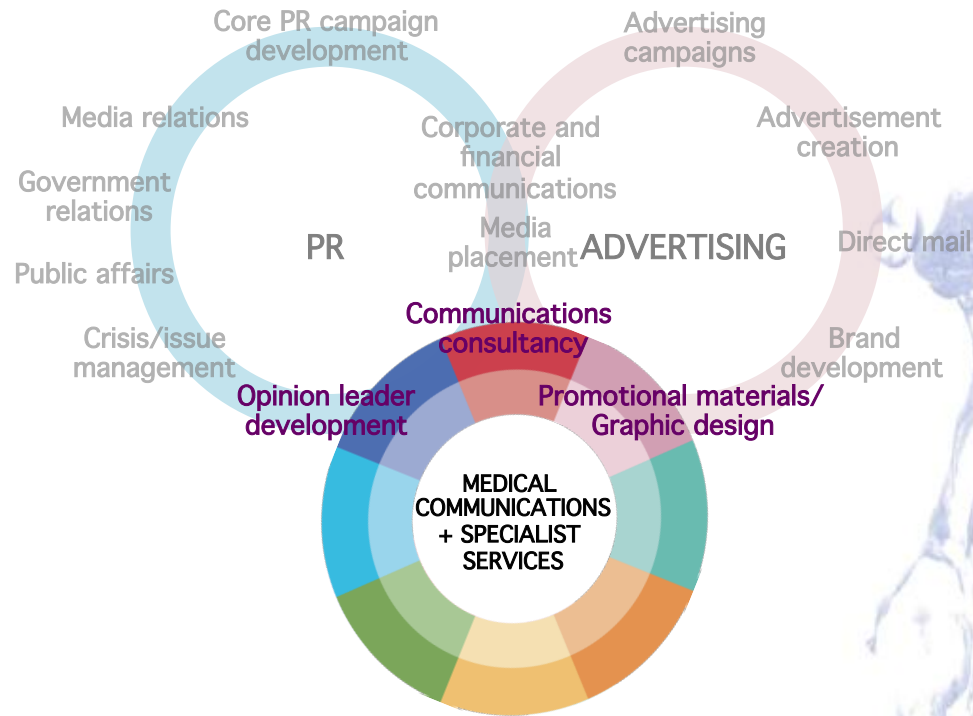 Core PR campaign
development
Advertising
campaigns
Media relations
Corporate and
financial
communications
Advertisement
creation
Government
relations
PR
Media
placement
ADVERTISING
Direct mail
Public affairs
Crisis/issue
management
Communications
consultancy
Brand
development
Opinion leader
development
Promotional materials/
Graphic design
MEDICAL
COMMUNICATIONS
+ SPECIALIST
SERVICES